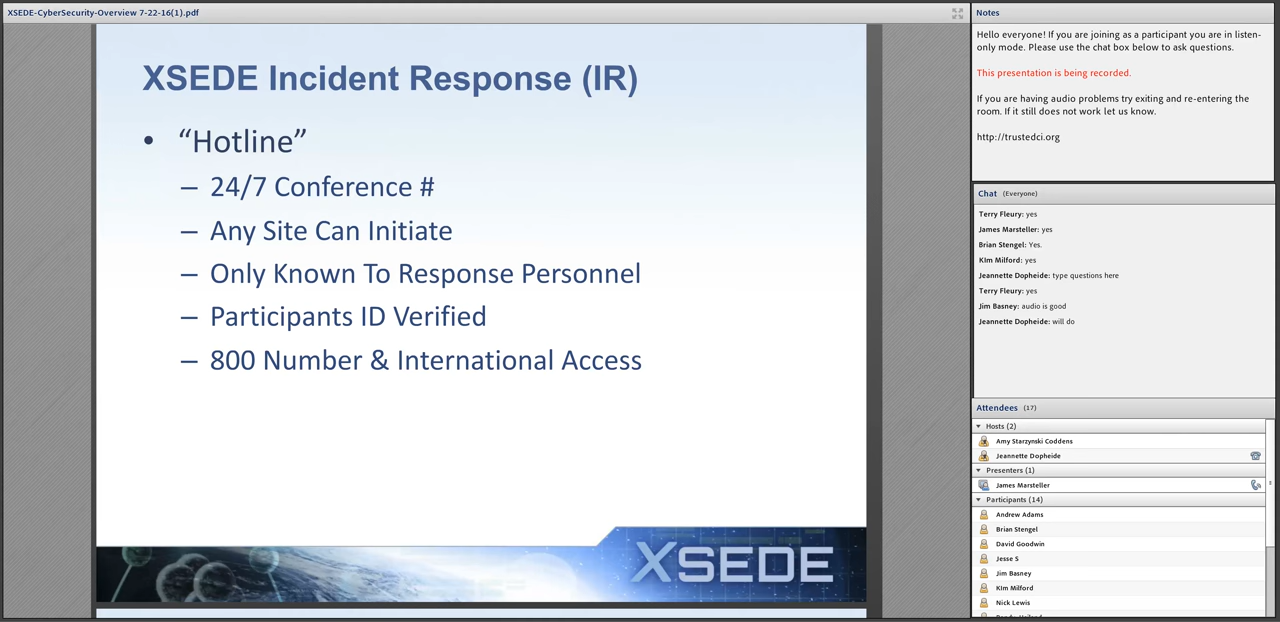 XSEDE-CyberSecurity-Overview 7-22-16(1).pdf
XSEDE Incident Response (IR)
• “Hotline”
– 24/7 Conference #
– Any Site Can Initiate
– Only Known To Response Personnel
– Participants ID Verified
– 800 Number & International Access
XSEDE
Notes
Hello everyone! If you are joining as a participant you are in listen-
only mode. Please use the chat box below to ask questions.
This presentation is being recorded.
If you are having audio problems try exiting and re-entering the
room. If it still does not work let us know.
http://trustedci.org
Chat (Everyone)
Terry Fleury: yes
James Marsteller: yes
Brian Stengel: Yes.
KIm Milford: yes
Jeannette Dopheide: type questions here
Terry Fleury: yes
Jim Basney: audio is good
Jeannette Dopheide: will do
Attendees (17)
Hosts (2)
Amy Starzynski Coddens
Jeannette Dopheide
Presenters (1)
James Marsteller
Participants (14)
Andrew Adams
Brian Stengel
David Goodwin
Jesse S
Jim Basney
KIm Milford
Nick Lewis